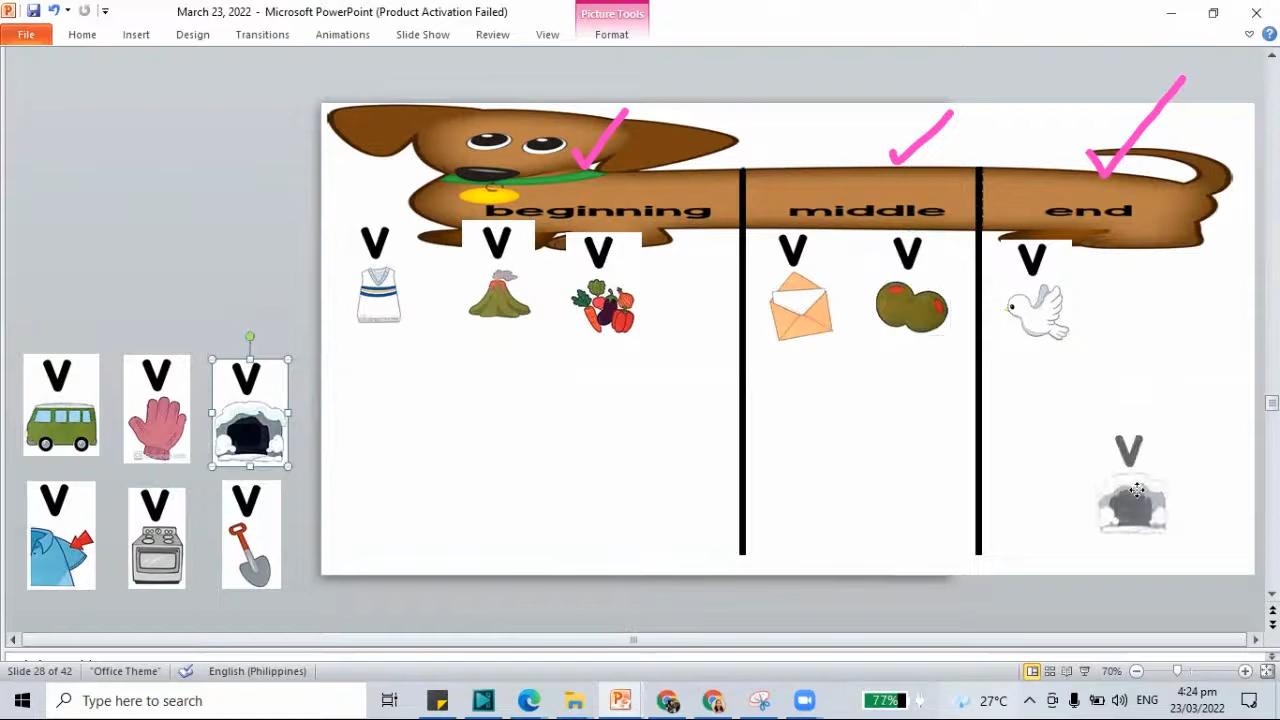 March 23, 2022 - Microsoft PowerPoint (Product Activation Failed)
Picture Tools
File Home Insert Design Transitions Animations Slide Show Review View Format
beginning middle end
V V V V V V
V V V
V
V V V
Slide 28 of 42 "Office Theme" English (Philippines) 70%
Type here to search 77% 27°C ENG 4:24 pm
23/03/2022